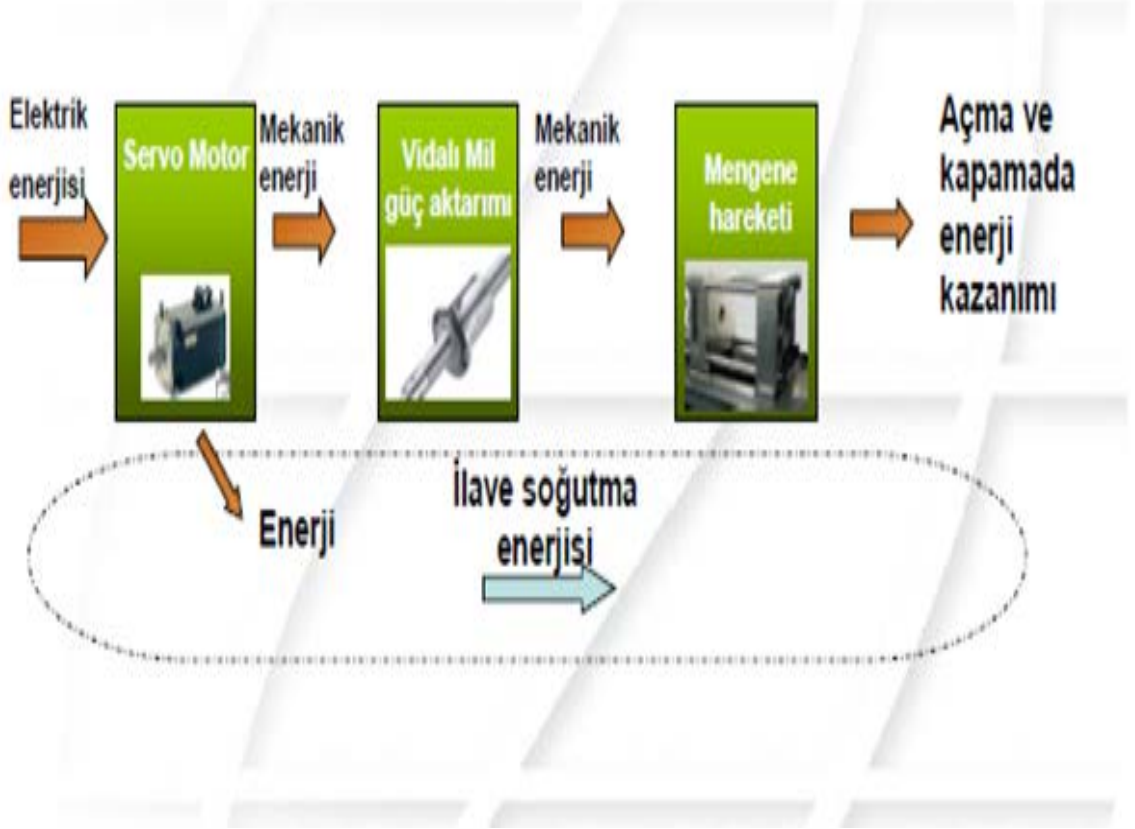 Elektrik
enerjisi
Servo Motor
Mekanik
enerji
Vidalı Mil
güç aktarımı
Mekanik
enerji
Mengene
hareketi
Açma ve
kapamada
enerji
kazanımı
Enerji
İlave soğutma
enerjisi